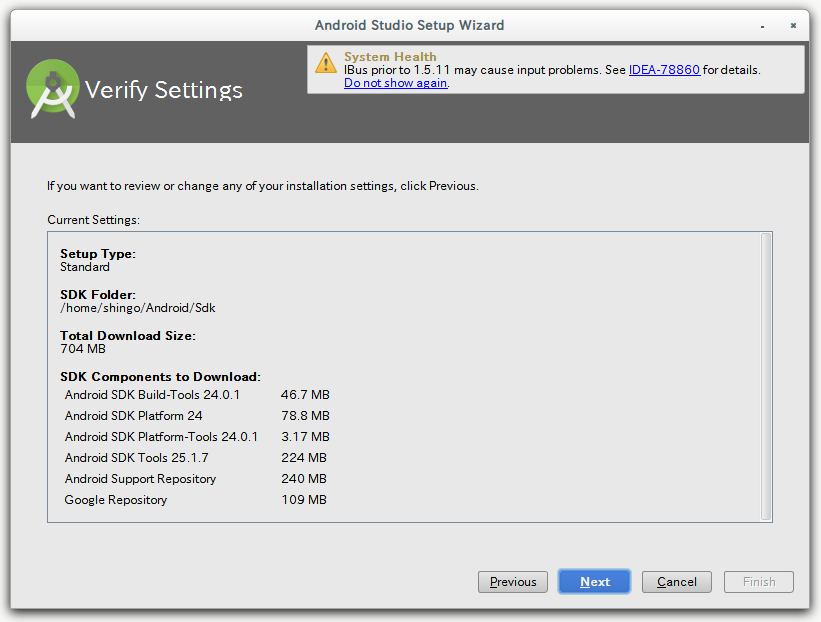 Android Studio Setup Wizard
System Health
IBus prior to 1.5.11 may cause input problems. See IDEA-78860 for details.
Do not show again.
Verify Settings
If you want to review or change any of your installation settings, click Previous.
Current Settings:
Setup Type:
Standard
SDK Folder:
/home/shingo/Android/Sdk
Total Download Size:
704 MB
SDK Components to Download:
Android SDK Build-Tools 24.0.1 46.7 MB
Android SDK Platform 24 78.8 MB
Android SDK Platform-Tools 24.0.1 3.17 MB
Android SDK Tools 25.1.7 224 MB
Android Support Repository 240 MB
Google Repository 109 MB
Previous Next Cancel Finish